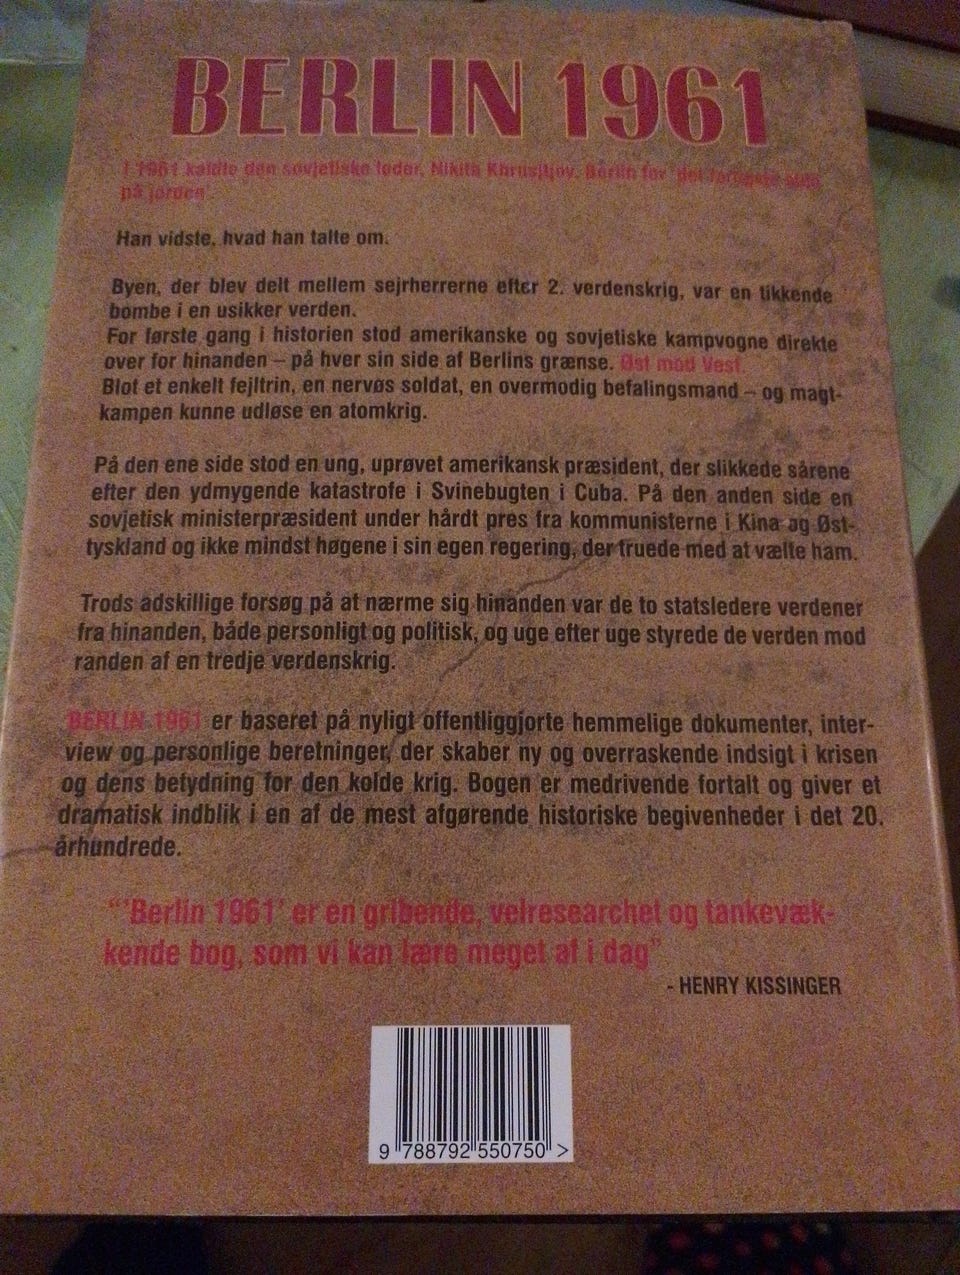 BERLIN 1961
I 1961 kaldte den sovjetiske leder, Nikita Khrusjtjov, Berlin for 'det farligste sted
på jorden'.
Han vidste, hvad han talte om.
Byen, der blev delt mellem sejrherrerne efter 2. verdenskrig, var en tikkende
bombe i en usikker verden.
For første gang i historien stod amerikanske og sovjetiske kampvogne direkte
over for hinanden – på hver sin side af Berlins grænse. Øst mod Vest.
Blot et enkelt fejltrin, en nervøs soldat, en overmodig befalingsmand – og magt-
kampen kunne udløse en atomkrig.
På den ene side stod en ung, uprøvet amerikansk præsident, der slikkede sårene
efter den ydmygende katastrofe i Svinebugten i Cuba. På den anden side en
sovjetisk ministerpræsident under hårdt pres fra kommunisterne i Kina og Øst-
tyskland og ikke mindst høgene i sin egen regering, der truede med at vælte ham.
Trods adskillige forsøg på at nærme sig hinanden var de to statsledere verdener
fra hinanden, både personligt og politisk, og uge efter uge styrede de verden mod
randen af en tredje verdenskrig.
BERLIN 1961 er baseret på nyligt offentliggjorte hemmelige dokumenter, inter-
view og personlige beretninger, der skaber ny og overraskende indsigt i krisen
og dens betydning for den kolde krig. Bogen er medrivende fortalt og giver et
dramatisk indblik i en af de mest afgørende historiske begivenheder i det 20.
århundrede.
"'Berlin 1961' er en gribende, velresearchet og tankevæk-
kende bog, som vi kan lære meget af i dag"
- HENRY KISSINGER
9 788792 550750 >